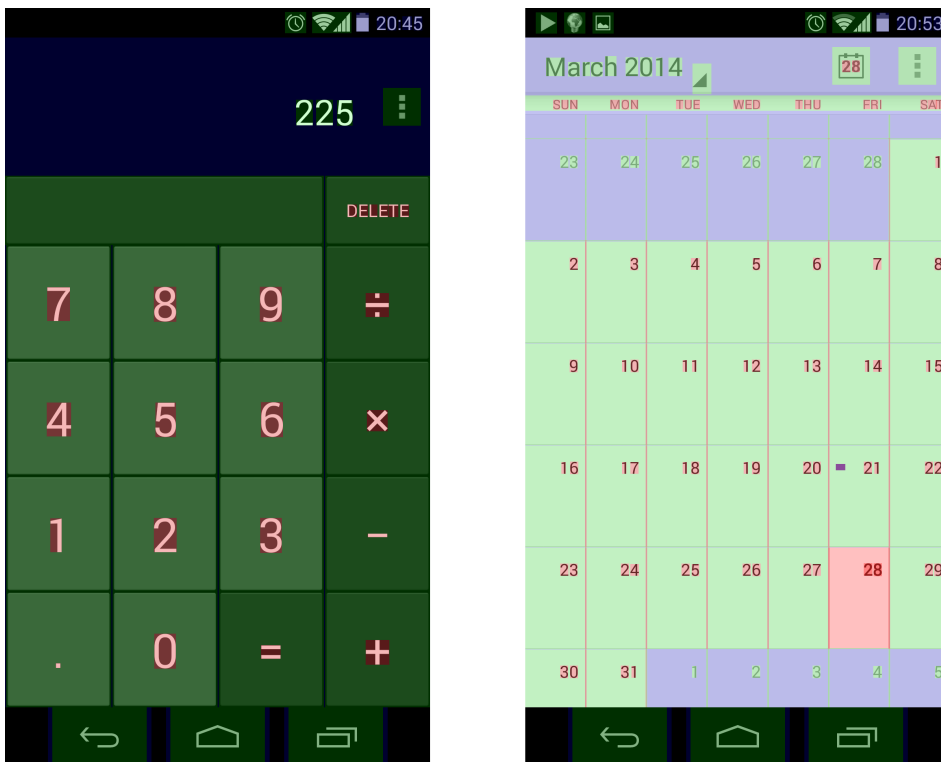 20:45
225
DELETE
7 8 9 ÷
4 5 6 ×
1 2 3 −
. 0 = +
20:53
March 2014 28
SUN MON TUE WED THU FRI SAT
23 24 25 26 27 28 1
2 3 4 5 6 7 8
9 10 11 12 13 14 15
16 17 18 19 20 21 22
23 24 25 26 27 28 29
30 31 1 2 3 4 5